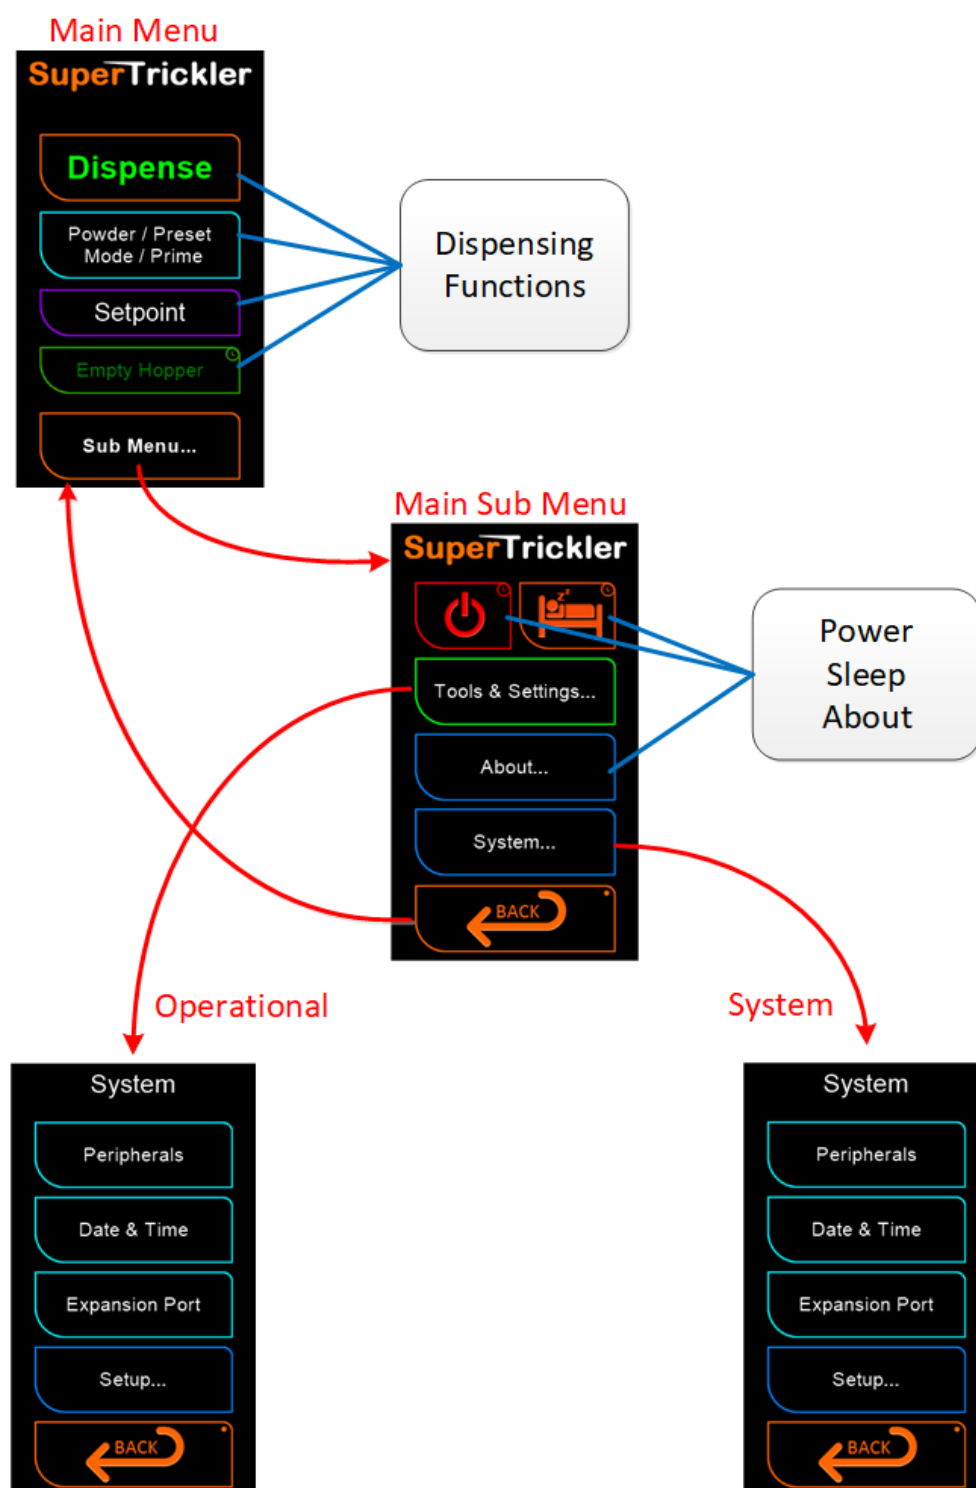 Main Menu
SuperTrickler
Dispense
Powder / Preset
Mode / Prime
Setpoint
Empty Hopper
Sub Menu...
Dispensing
Functions
Main Sub Menu
SuperTrickler
zz
Tools & Settings...
About...
System...
BACK
Power
Sleep
About
Operational
System
System
Peripherals
Date & Time
Expansion Port
Setup...
BACK
System
Peripherals
Date & Time
Expansion Port
Setup...
BACK